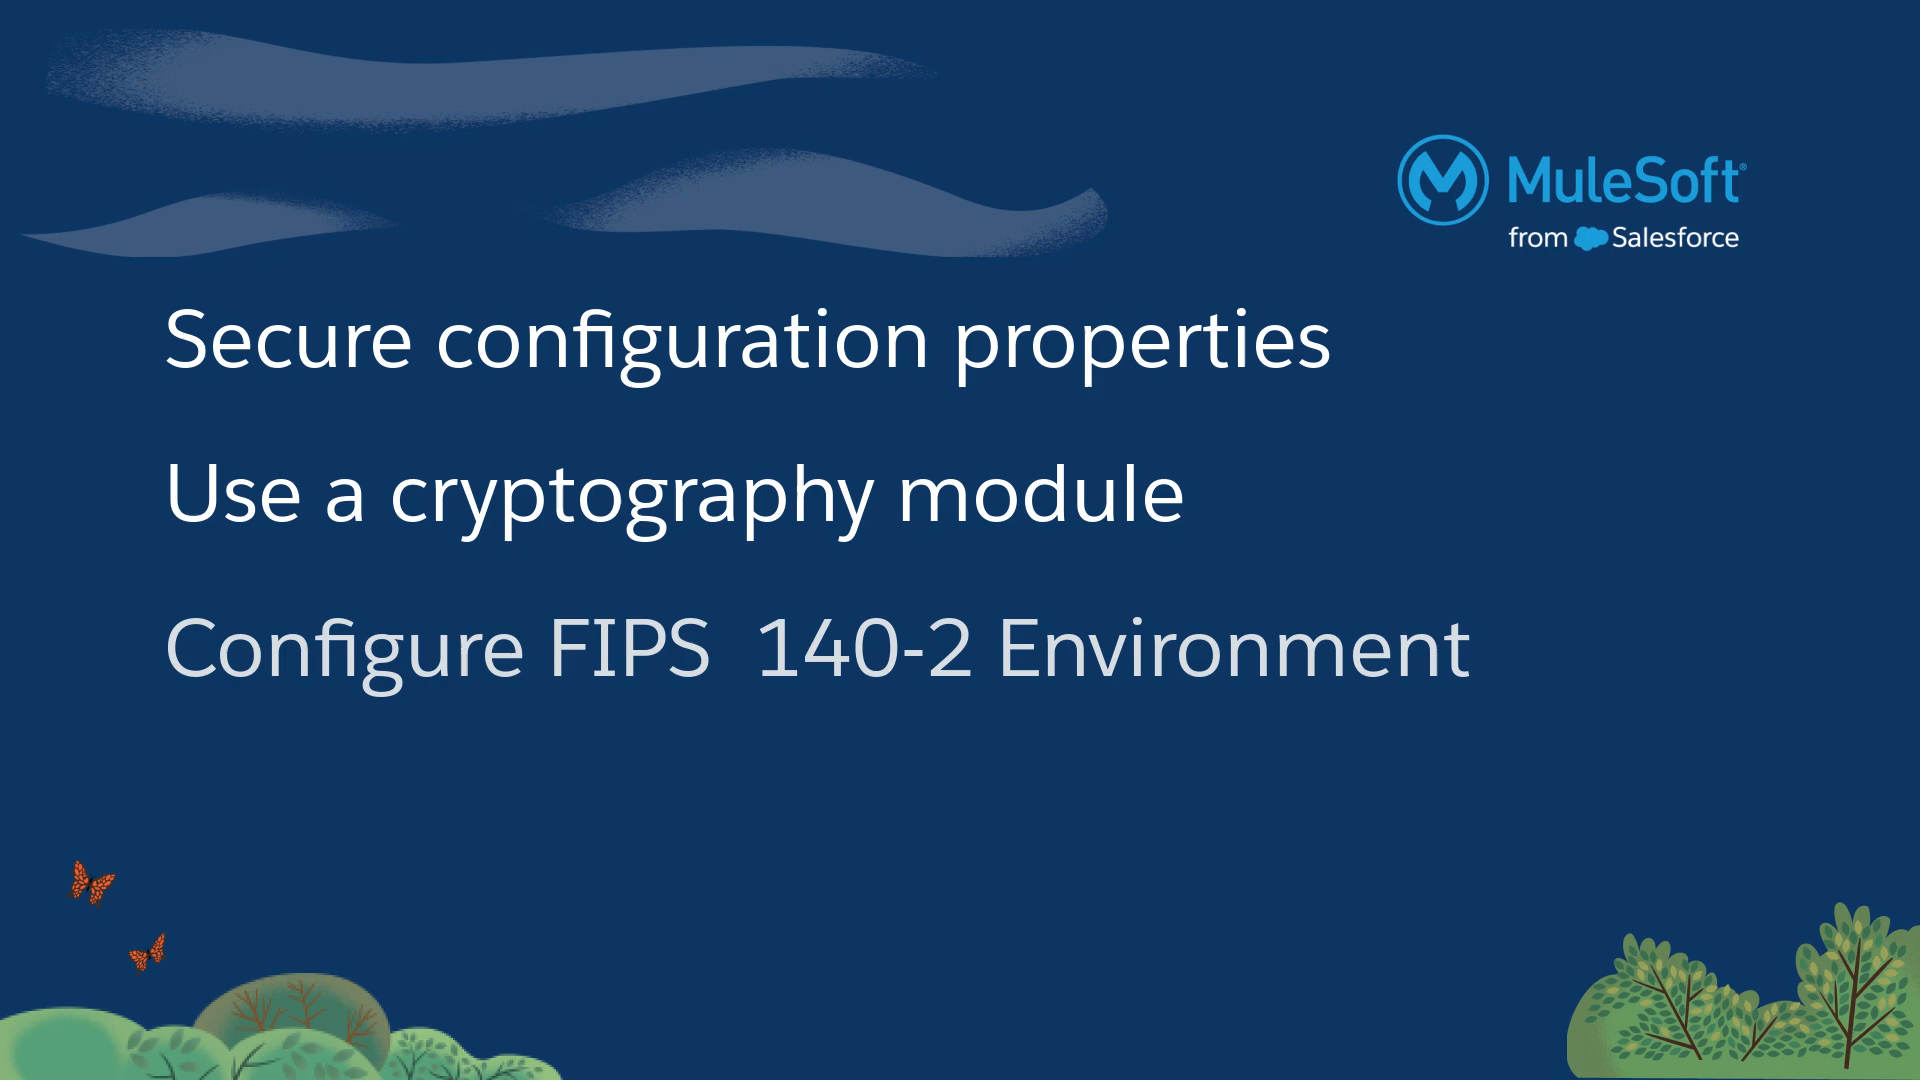 MuleSoft®
from Salesforce
Secure configuration properties
Use a cryptography module
Configure FIPS  140-2 Environment